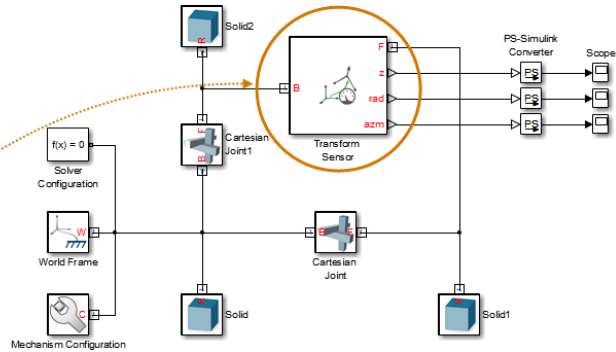 Solid2
R
PS-Simulink
Converter
Scope
F
z
PS
rad
PS
B
azm
PS
Transform
Sensor
F
Cartesian
Joint1
B
f(x) = 0
Solver
Configuration
W
World Frame
B
F
Cartesian
Joint
C
Mechanism Configuration
R
Solid
R
Solid1